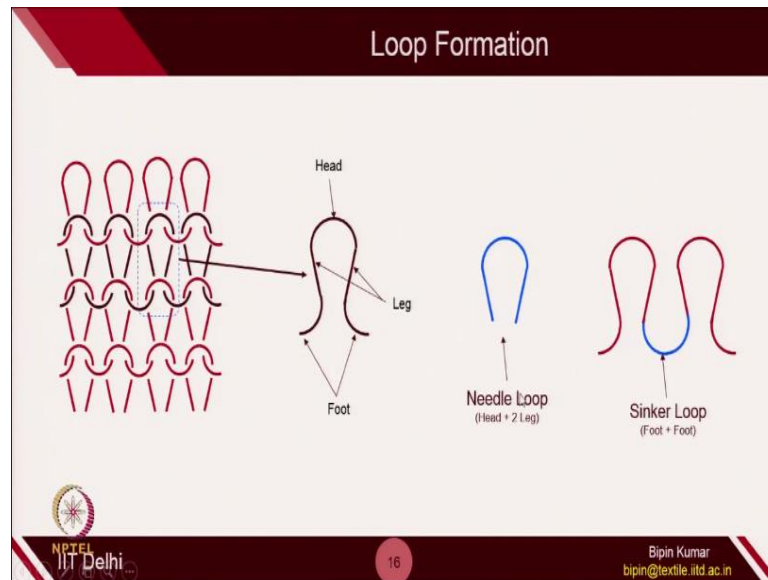 Loop Formation
Head
Leg
Foot
Needle Loop
(Head + 2 Leg)
Sinker Loop
(Foot + Foot)
NPTEL
IIT Delhi
16
Bipin Kumar
bipin@textile.iitd.ac.in